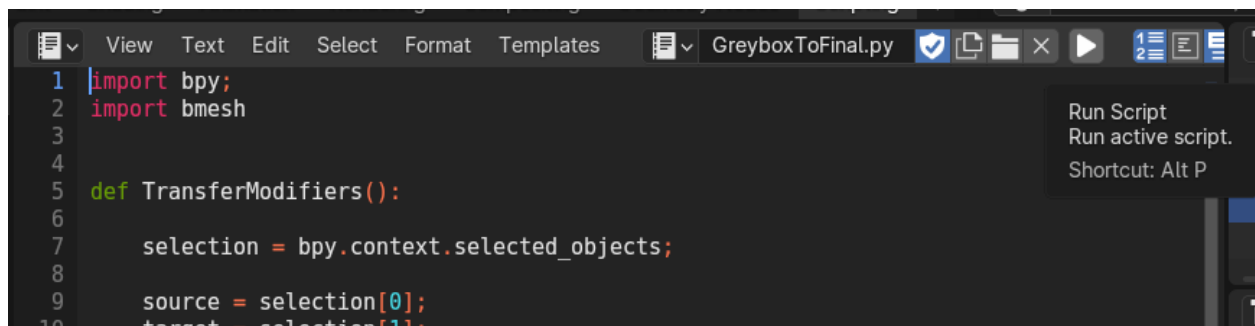 View Text Edit Select Format Templates GreyboxToFinal.py
1 import bpy;
2 import bmesh
3
4
5 def TransferModifiers():
6
7 selection = bpy.context.selected_objects;
8
9 source = selection[0];
Run Script
Run active script.
Shortcut: Alt P